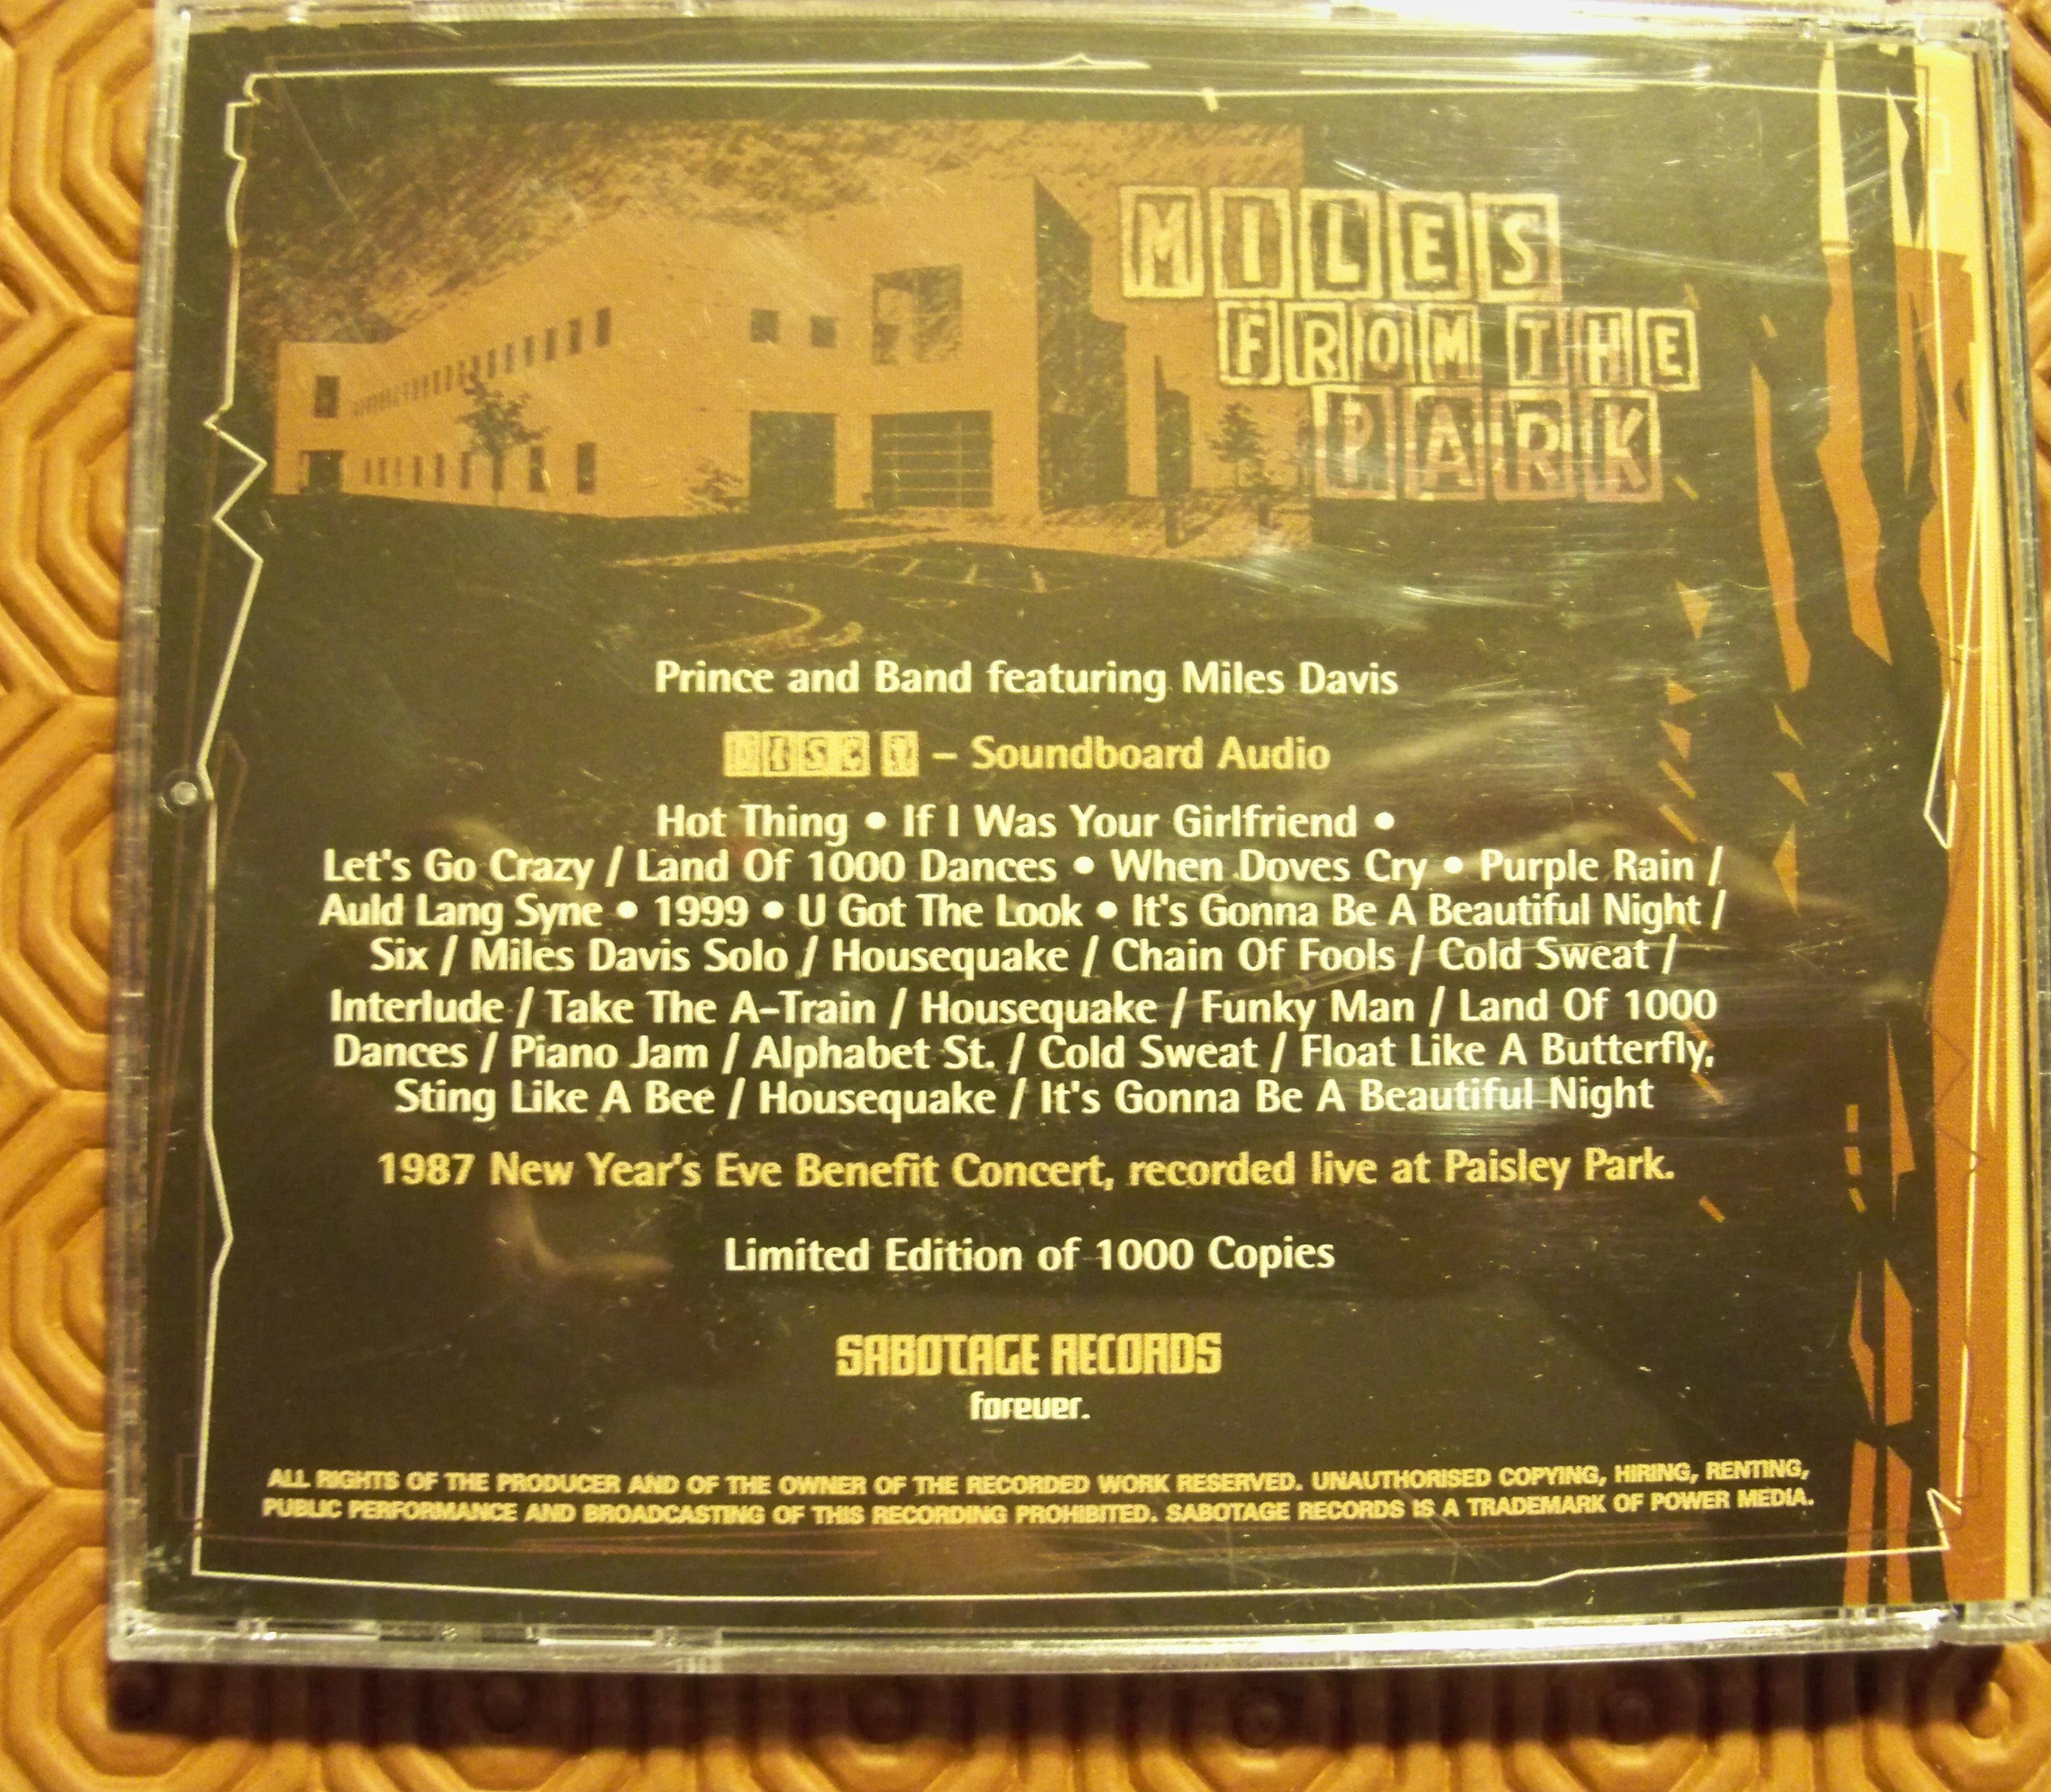 MILES
FROM THE
PARK
Prince and Band featuring Miles Davis
DISC 1 – Soundboard Audio
Hot Thing • If I Was Your Girlfriend •
Let's Go Crazy / Land Of 1000 Dances • When Doves Cry • Purple Rain /
Auld Lang Syne • 1999 • U Got The Look • It's Gonna Be A Beautiful Night /
Six / Miles Davis Solo / Housequake / Chain Of Fools / Cold Sweat /
Interlude / Take The A-Train / Housequake / Funky Man / Land Of 1000
Dances / Piano Jam / Alphabet St. / Cold Sweat / Float Like A Butterfly,
Sting Like A Bee / Housequake / It's Gonna Be A Beautiful Night
1987 New Year's Eve Benefit Concert, recorded live at Paisley Park.
Limited Edition of 1000 Copies
SABOTAGE RECORDS
forever.
ALL RIGHTS OF THE PRODUCER AND OF THE OWNER OF THE RECORDED WORK RESERVED. UNAUTHORISED COPYING, HIRING, RENTING,
PUBLIC PERFORMANCE AND BROADCASTING OF THIS RECORDING PROHIBITED. SABOTAGE RECORDS IS A TRADEMARK OF POWER MEDIA.